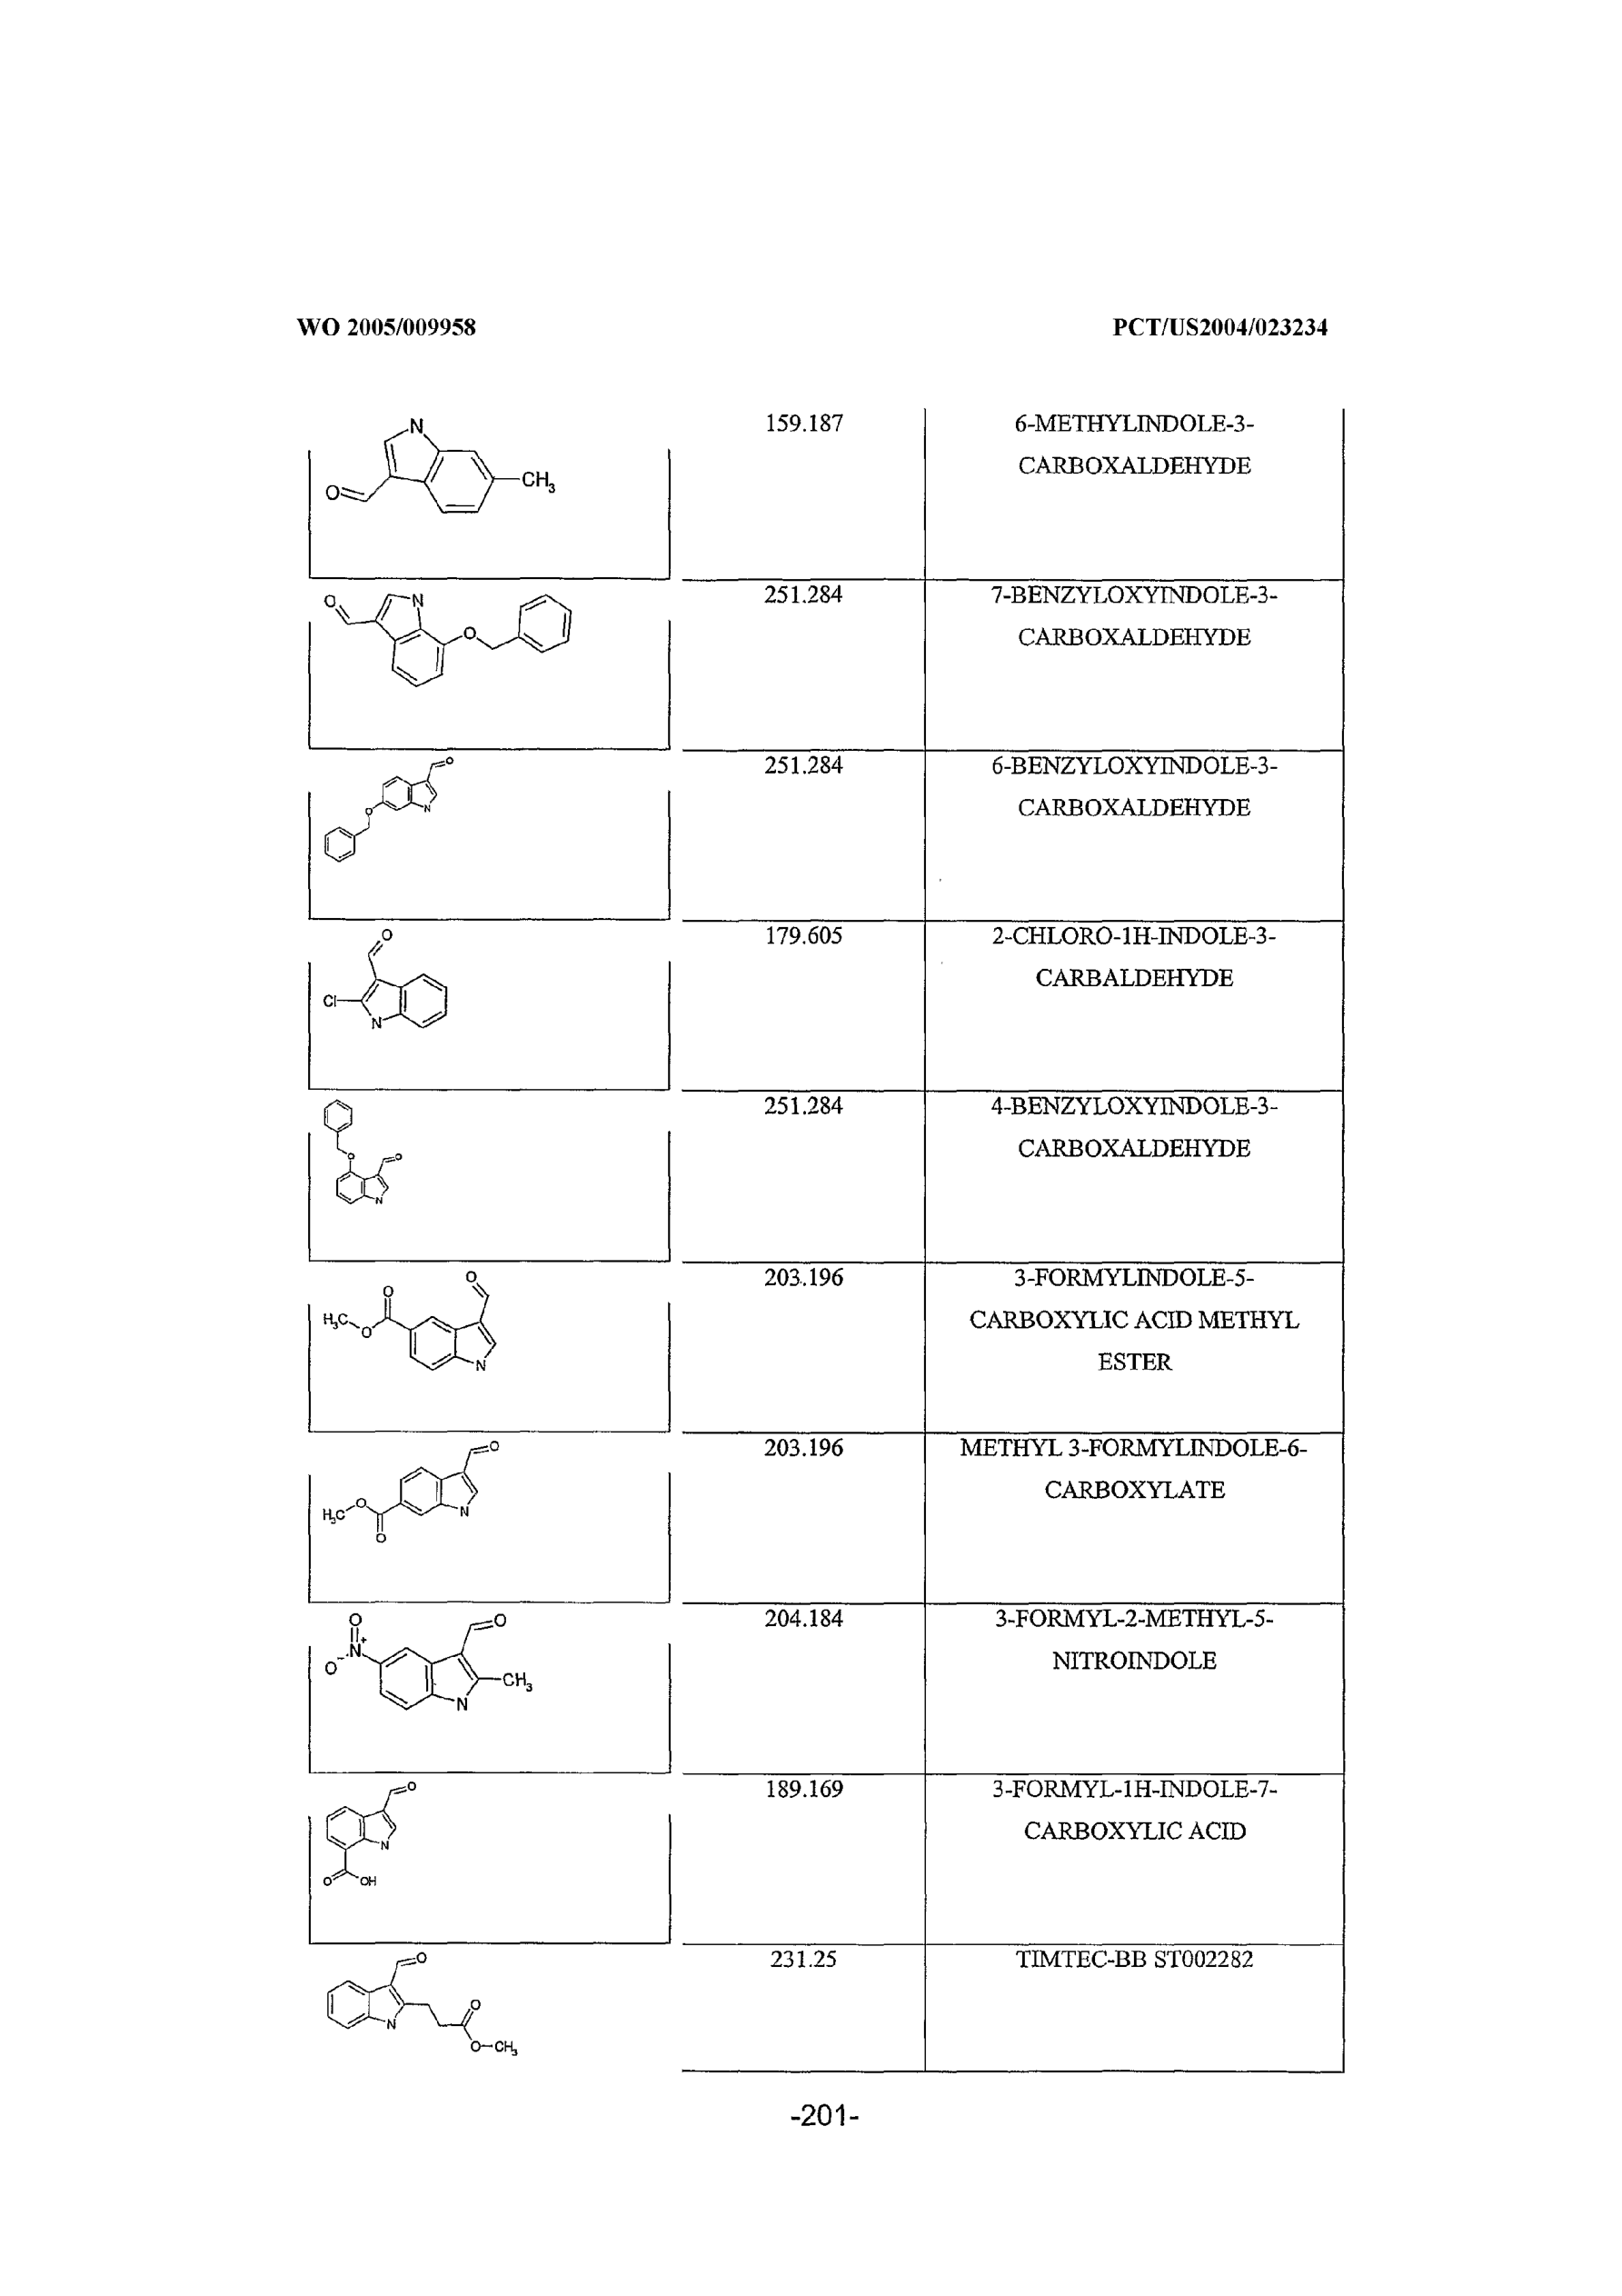 WO 2005/009958 PCT/US2004/023234
N
O CH3
159.187 6-METHYLINDOLE-3-
CARBOXALDEHYDE
O N
O
251.284 7-BENZYLOXYINDOLE-3-
CARBOXALDEHYDE
O
O N
251.284 6-BENZYLOXYINDOLE-3-
CARBOXALDEHYDE
O
Cl
N
179.605 2-CHLORO-1H-INDOLE-3-
CARBALDEHYDE
O O
N
251.284 4-BENZYLOXYINDOLE-3-
CARBOXALDEHYDE
O O
H3C O
N
203.196 3-FORMYLINDOLE-5-
CARBOXYLIC ACID METHYL
ESTER
O
H3C O N
O
203.196 METHYL 3-FORMYLINDOLE-6-
CARBOXYLATE
O O
O- N+
CH3
N
204.184 3-FORMYL-2-METHYL-5-
NITROINDOLE
O
N
O OH
189.169 3-FORMYL-1H-INDOLE-7-
CARBOXYLIC ACID
O
N O
O-CH3
231.25 TIMTEC-BB ST002282
-201-